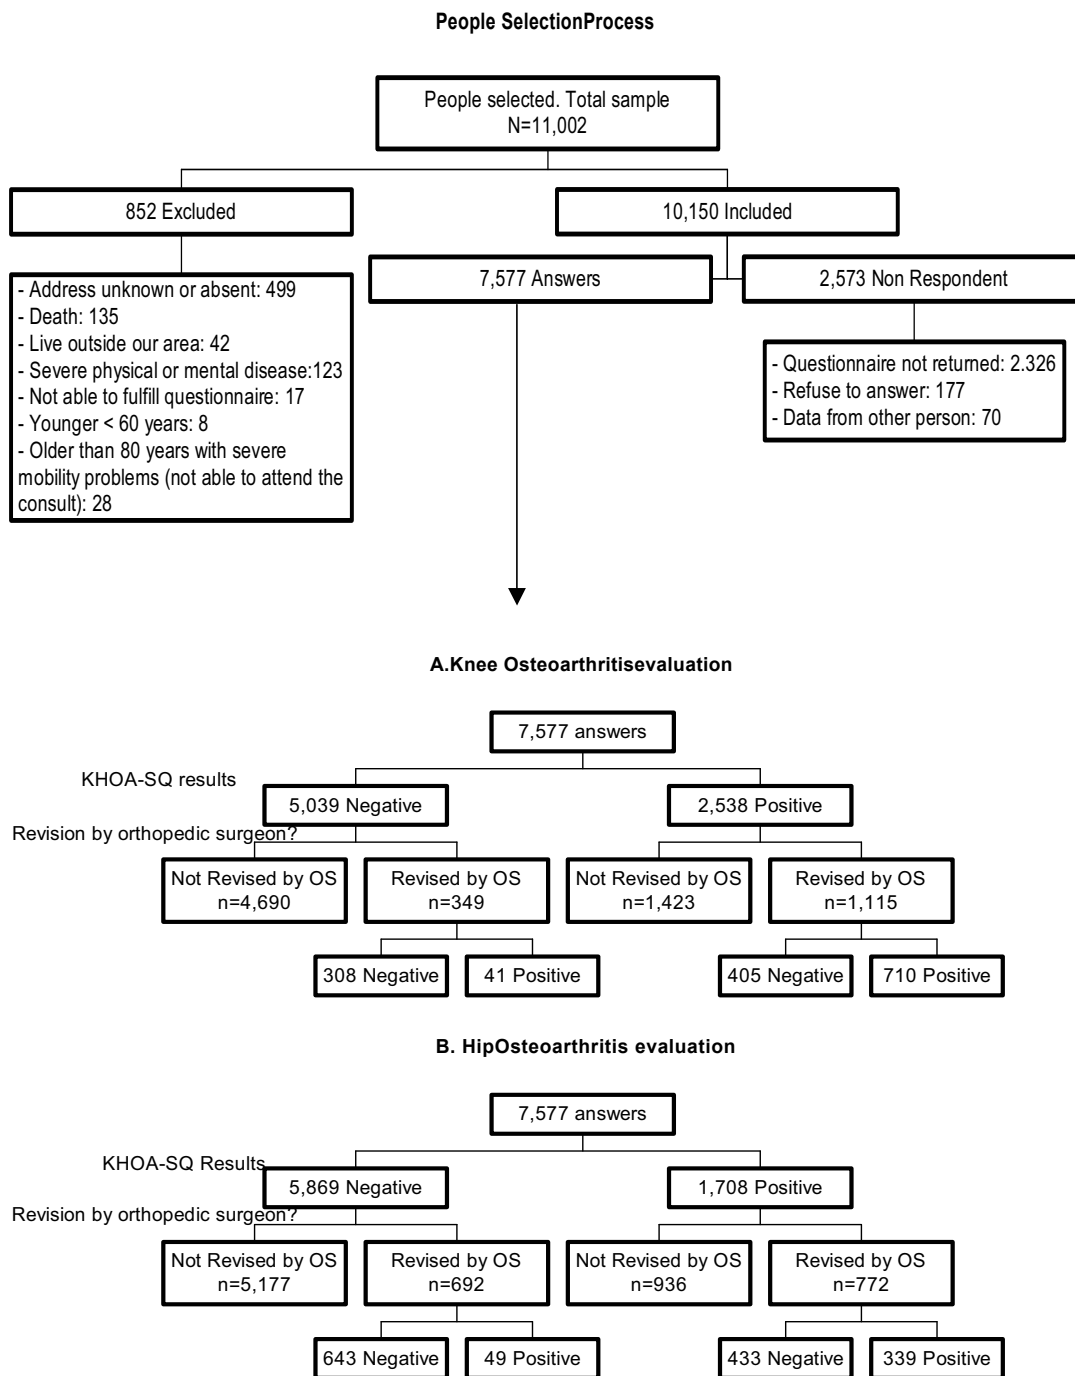 People SelectionProcess
People selected. Total sample
N=11,002
852 Excluded
10,150 Included
7,577 Answers
2,573 Non Respondent
- Address unknown or absent: 499
- Death: 135
- Live outside our area: 42
- Severe physical or mental disease:123
- Not able to fulfill questionnaire: 17
- Younger < 60 years: 8
- Older than 80 years with severe
mobility problems (not able to attend the
consult): 28
- Questionnaire not returned: 2.326
- Refuse to answer: 177
- Data from other person: 70
A.Knee Osteoarthritisevaluation
7,577 answers
KHOA-SQ results
5,039 Negative
2,538 Positive
Revision by orthopedic surgeon?
Not Revised by OS
n=4,690
Revised by OS
n=349
Not Revised by OS
n=1,423
Revised by OS
n=1,115
308 Negative
41 Positive
405 Negative
710 Positive
B. HipOsteoarthritis evaluation
7,577 answers
KHOA-SQ Results
5,869 Negative
1,708 Positive
Revision by orthopedic surgeon?
Not Revised by OS
n=5,177
Revised by OS
n=692
Not Revised by OS
n=936
Revised by OS
n=772
643 Negative
49 Positive
433 Negative
339 Positive